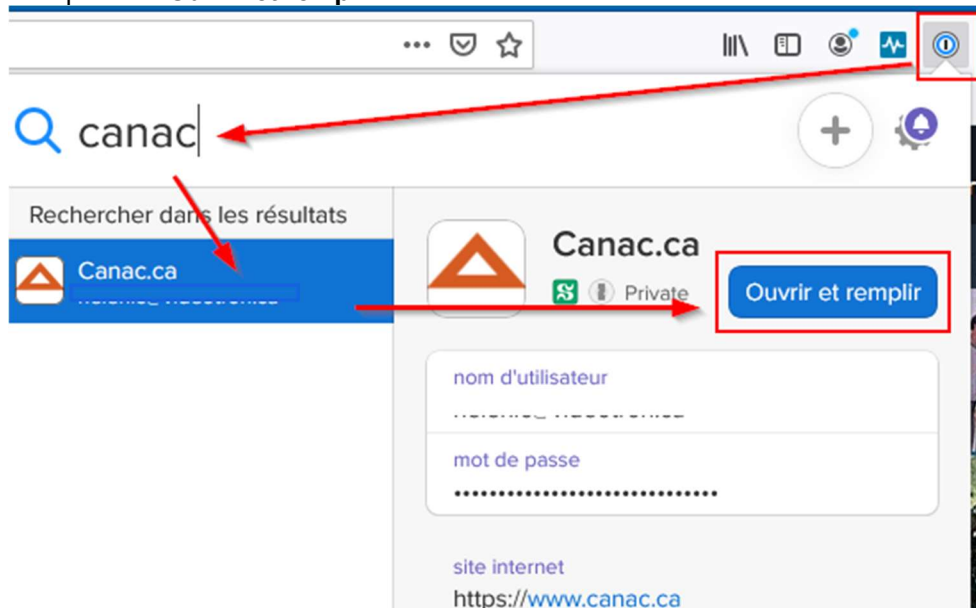 canac
Rechercher dans les résultats
Canac.ca
Canac.ca
Private
Ouvrir et remplir
nom d'utilisateur
mot de passe
••••••••••••••••••••••••••••••
site internet
https://www.canac.ca